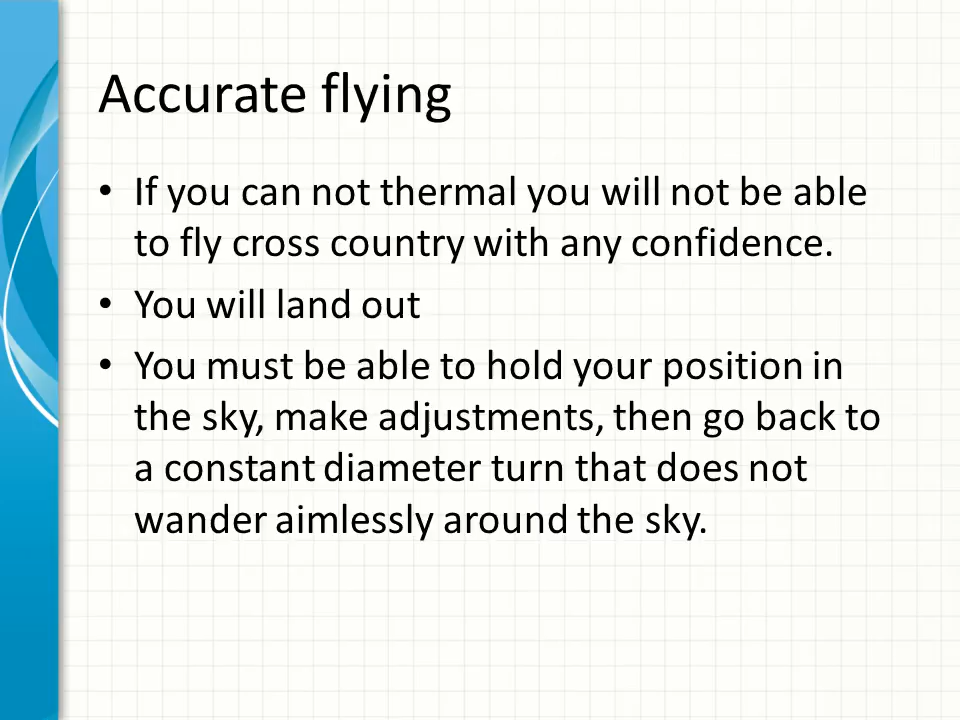 Accurate flying
• If you can not thermal you will not be able
to fly cross country with any confidence.
• You will land out
• You must be able to hold your position in
the sky, make adjustments, then go back to
a constant diameter turn that does not
wander aimlessly around the sky.